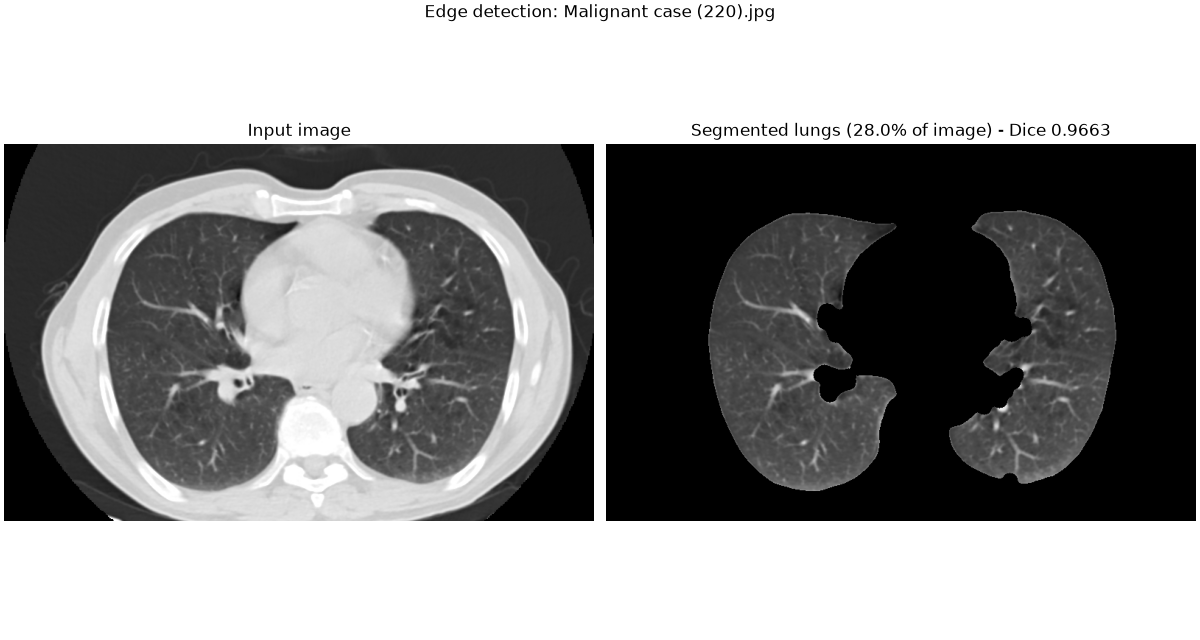 Edge detection: Malignant case (220).jpg
Input image
Segmented lungs (28.0% of image) - Dice 0.9663